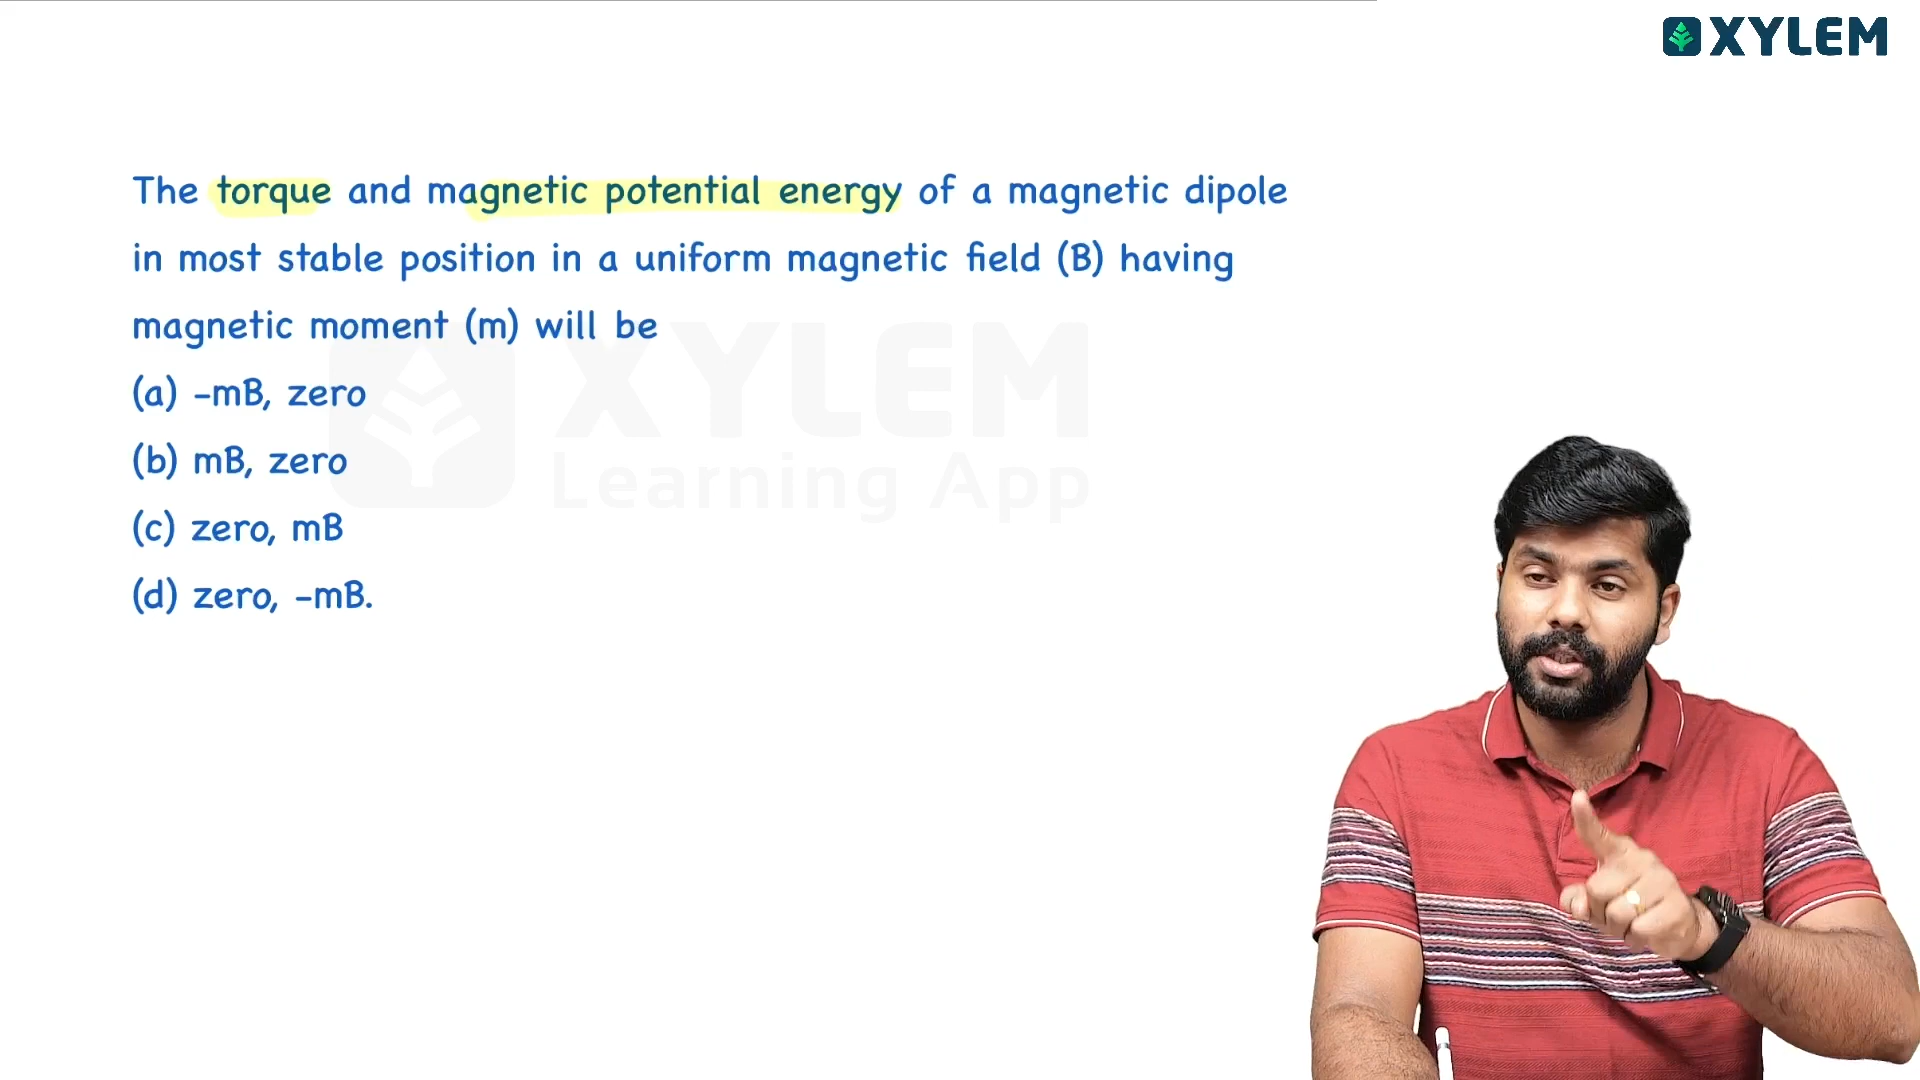 XYLEM
The torque and magnetic potential energy of a magnetic dipole
in most stable position in a uniform magnetic field (B) having
magnetic moment (m) will be
(a) -mB, zero
(b) mB, zero
(c) zero, mB
(d) zero, -mB.
XYLEM
Learning App